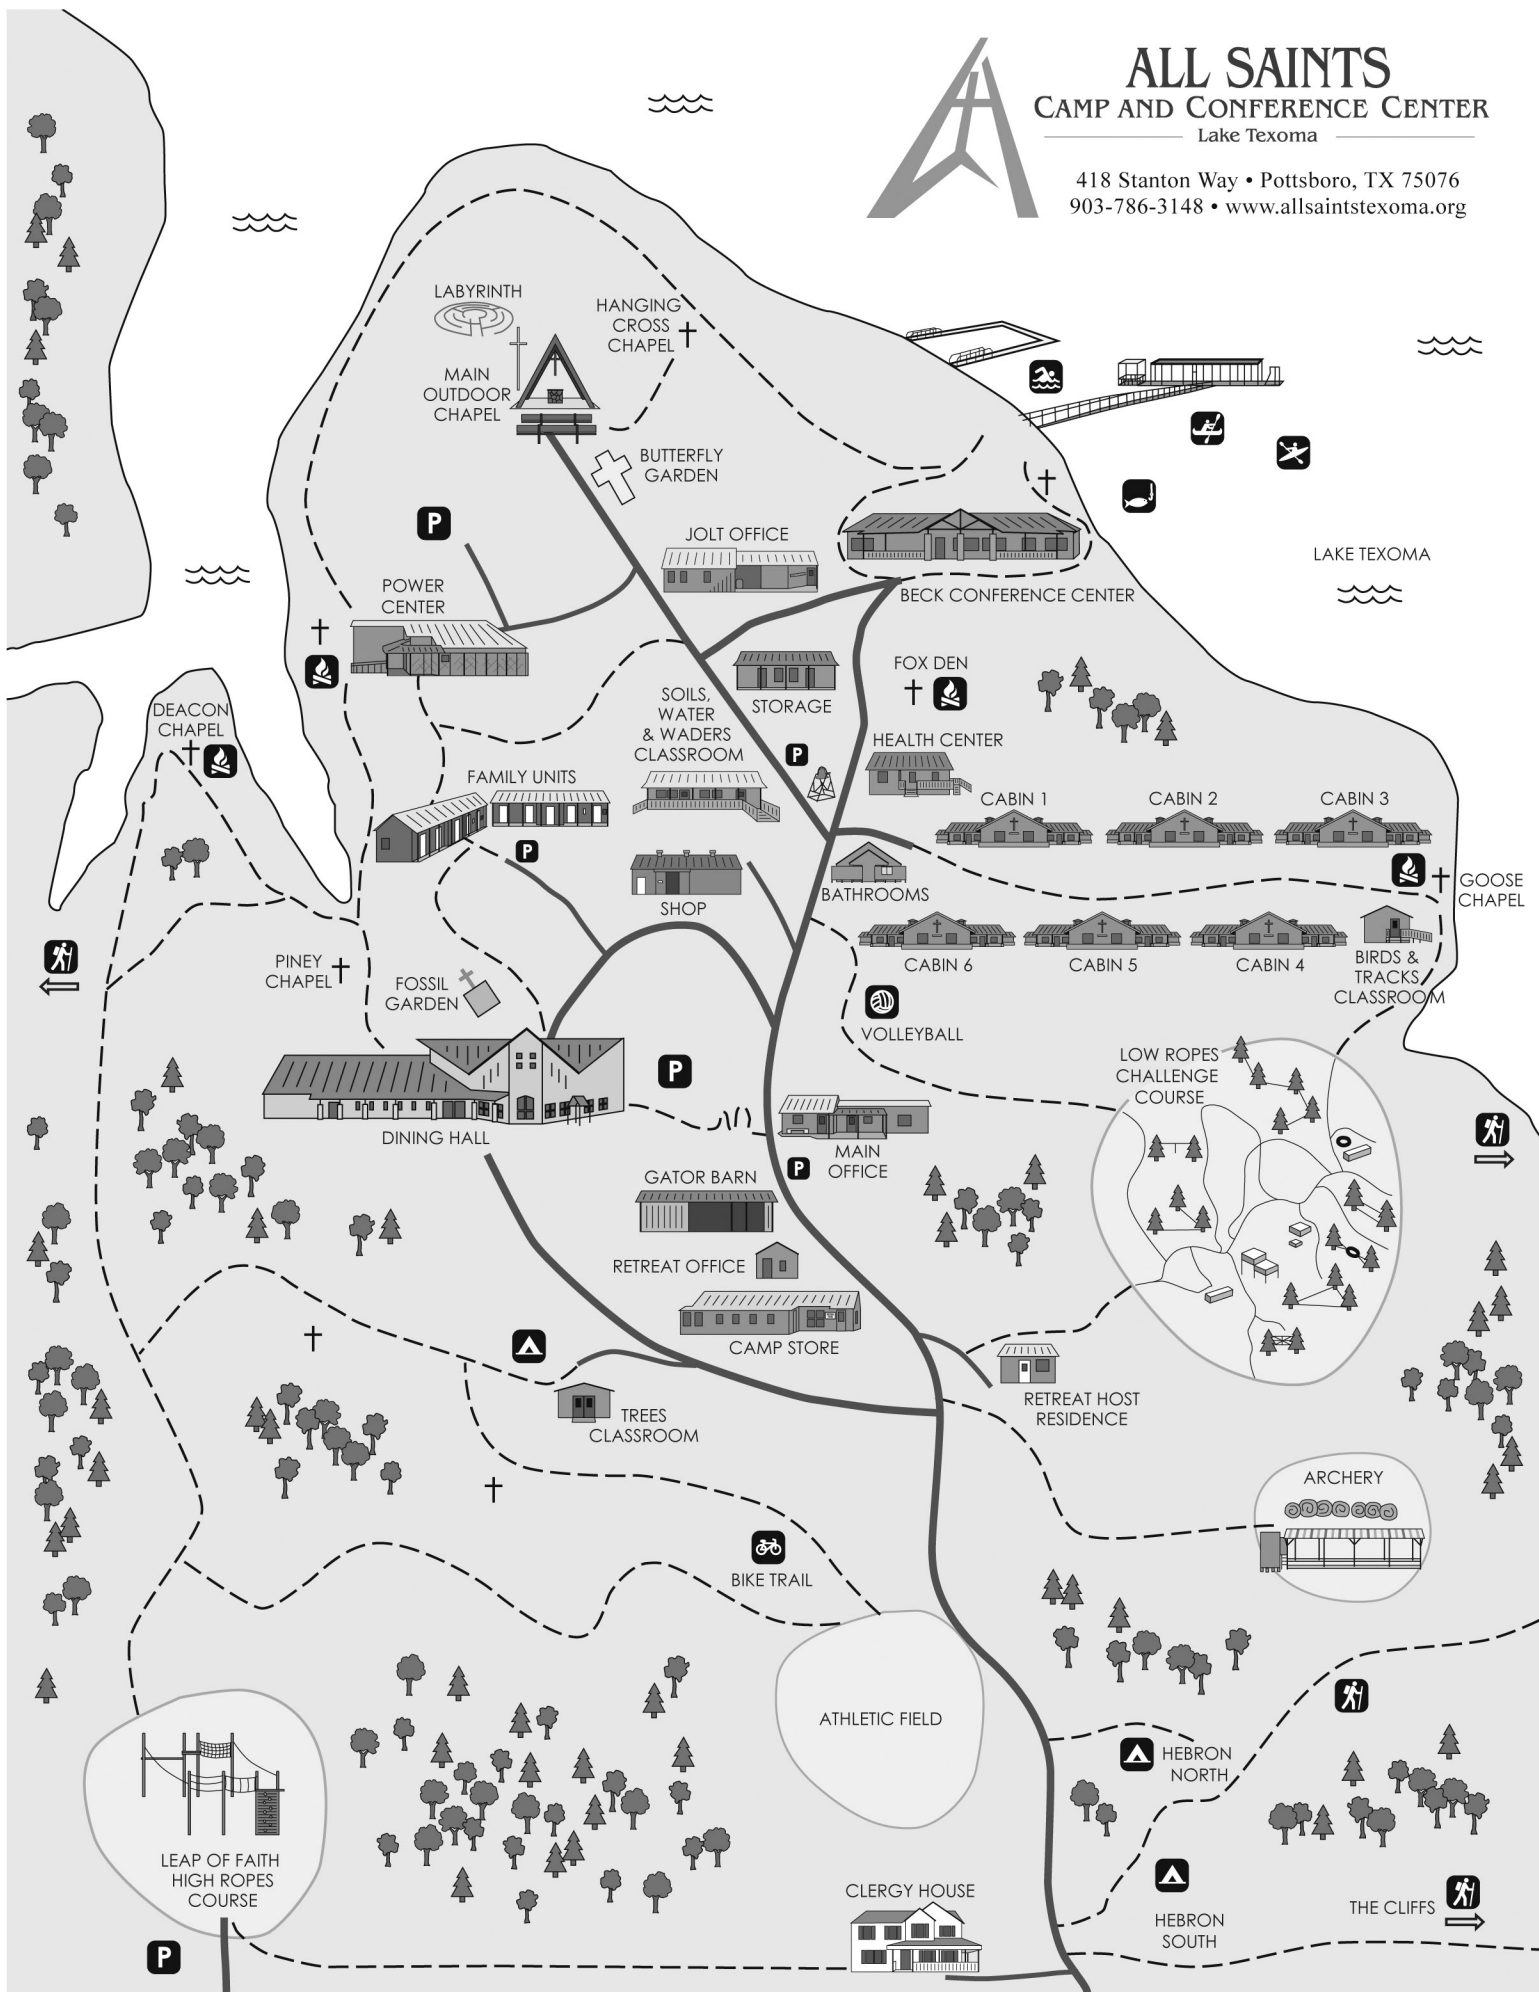 ALL SAINTS
CAMP AND CONFERENCE CENTER
Lake Texoma
418 Stanton Way • Pottsboro, TX 75076
903-786-3148 • www.allsaintstexoma.org
LABYRINTH
HANGING
CROSS
CHAPEL
MAIN
OUTDOOR
CHAPEL
BUTTERFLY
GARDEN
P
JOLT OFFICE
LAKE TEXOMA
POWER
CENTER
BECK CONFERENCE CENTER
FOX DEN
STORAGE
SOILS,
WATER
& WADERS
CLASSROOM
DEACON
CHAPEL
P
HEALTH CENTER
FAMILY UNITS
CABIN 1
CABIN 2
CABIN 3
P
BATHROOMS
SHOP
GOOSE
CHAPEL
CABIN 6
CABIN 5
CABIN 4
BIRDS &
TRACKS
CLASSROOM
PINEY
CHAPEL
FOSSIL
GARDEN
VOLLEYBALL
P
LOW ROPES
CHALLENGE
COURSE
DINING HALL
MAIN
OFFICE
P
GATOR BARN
RETREAT OFFICE
CAMP STORE
RETREAT HOST
RESIDENCE
TREES
CLASSROOM
ARCHERY
BIKE TRAIL
ATHLETIC FIELD
HEBRON
NORTH
LEAP OF FAITH
HIGH ROPES
COURSE
CLERGY HOUSE
THE CLIFFS
HEBRON
SOUTH
P